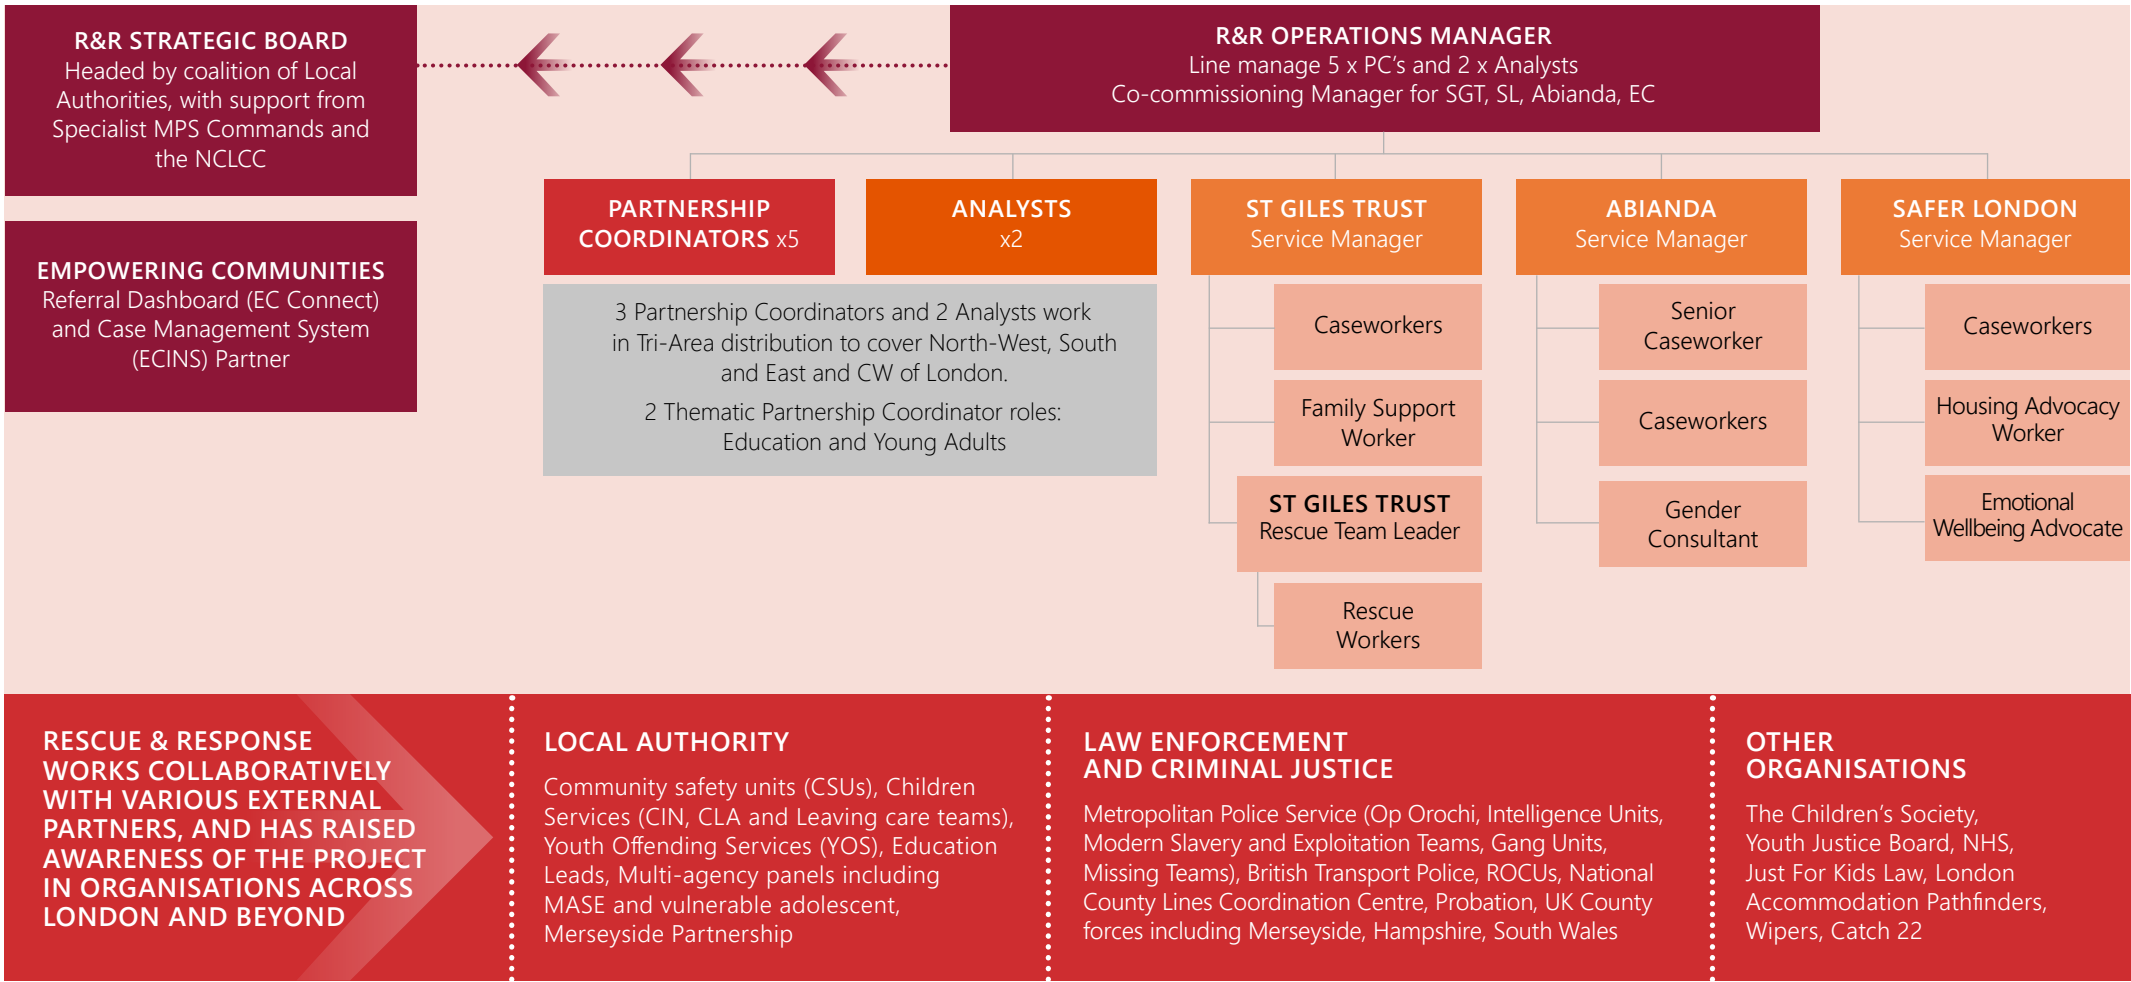 R&R STRATEGIC BOARD
Headed by coalition of Local
Authorities, with support from
Specialist MPS Commands and
the NCLCC
R&R OPERATIONS MANAGER
Line manage 5 x PC's and 2 x Analysts
Co-commissioning Manager for SGT, SL, Abianda, EC
EMPOWERING COMMUNITIES
Referral Dashboard (EC Connect)
and Case Management System
(ECINS) Partner
PARTNERSHIP
COORDINATORS x5
ANALYSTS
x2
3 Partnership Coordinators and 2 Analysts work
in Tri-Area distribution to cover North-West, South
and East and CW of London.
2 Thematic Partnership Coordinator roles:
Education and Young Adults
ST GILES TRUST
Service Manager
Caseworkers
Family Support
Worker
ST GILES TRUST
Rescue Team Leader
Rescue
Workers
ABIANDA
Service Manager
Senior
Caseworker
Caseworkers
Gender
Consultant
SAFER LONDON
Service Manager
Caseworkers
Housing Advocacy
Worker
Emotional
Wellbeing Advocate
RESCUE & RESPONSE
WORKS COLLABORATIVELY
WITH VARIOUS EXTERNAL
PARTNERS, AND HAS RAISED
AWARENESS OF THE PROJECT
IN ORGANISATIONS ACROSS
LONDON AND BEYOND
LOCAL AUTHORITY
Community safety units (CSUs), Children
Services (CIN, CLA and Leaving care teams),
Youth Offending Services (YOS), Education
Leads, Multi-agency panels including
MASE and vulnerable adolescent,
Merseyside Partnership
LAW ENFORCEMENT
AND CRIMINAL JUSTICE
Metropolitan Police Service (Op Orochi, Intelligence Units,
Modern Slavery and Exploitation Teams, Gang Units,
Missing Teams), British Transport Police, ROCUs, National
County Lines Coordination Centre, Probation, UK County
forces including Merseyside, Hampshire, South Wales
OTHER
ORGANISATIONS
The Children's Society,
Youth Justice Board, NHS,
Just For Kids Law, London
Accommodation Pathfinders,
Wipers, Catch 22